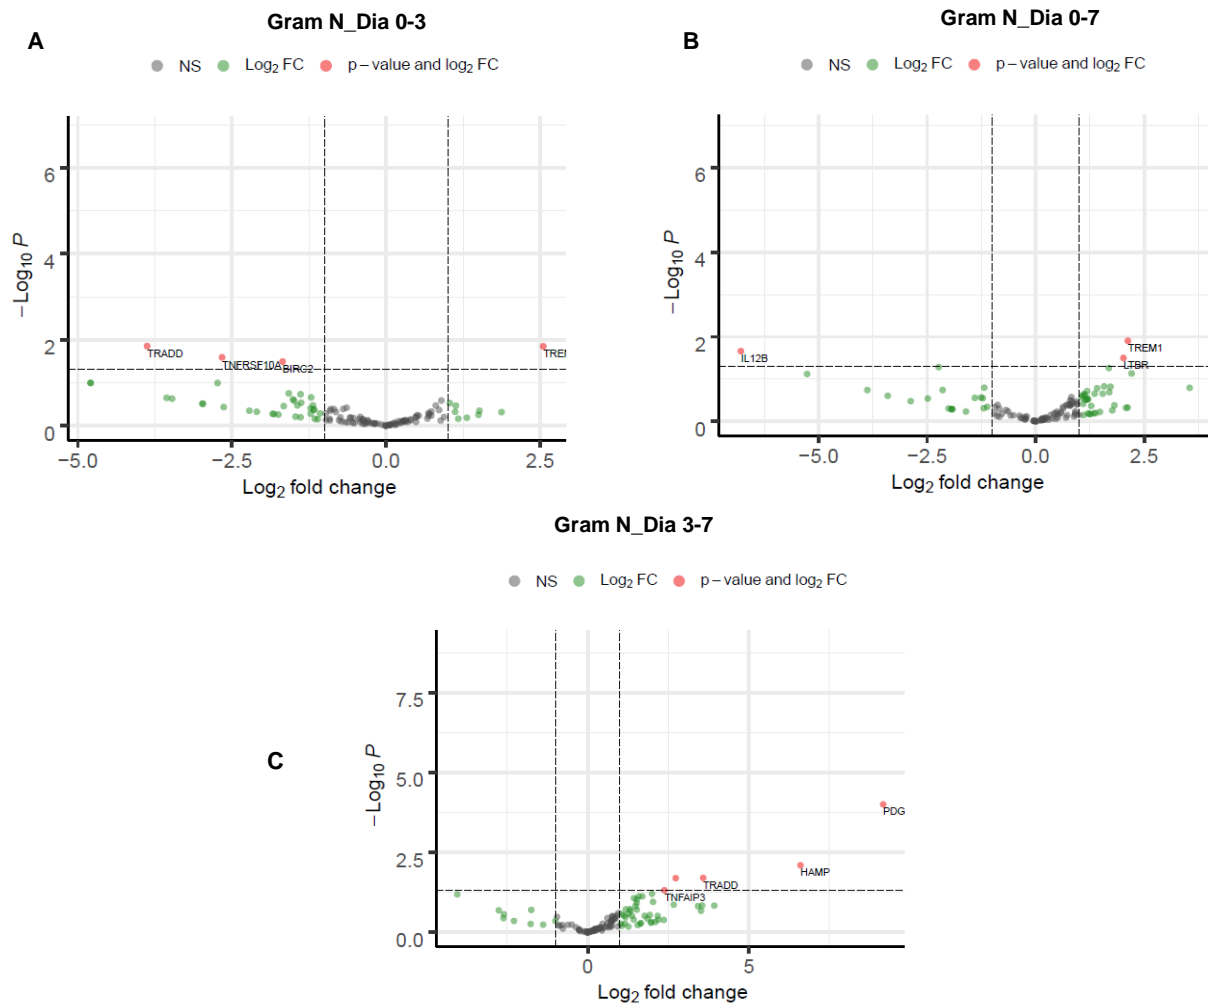 Gram N_Dia 0-3
A
NS Log2 FC p – value and log2 FC
6
4
2
0
−Log10 P
TRADD
TNFRSF10A
BIRC2
TREM
−5.0 −2.5 0.0 2.5
Log2 fold change
Gram N_Dia 0-7
B
NS Log2 FC p – value and log2 FC
6
4
2
0
−Log10 P
IL12B
TREM1
LTBR
−5.0 −2.5 0.0 2.5
Log2 fold change
Gram N_Dia 3-7
NS Log2 FC p – value and log2 FC
C
7.5
5.0
2.5
0.0
−Log10 P
PDG
HAMP
TRADD
TNFAIP3
0 5
Log2 fold change